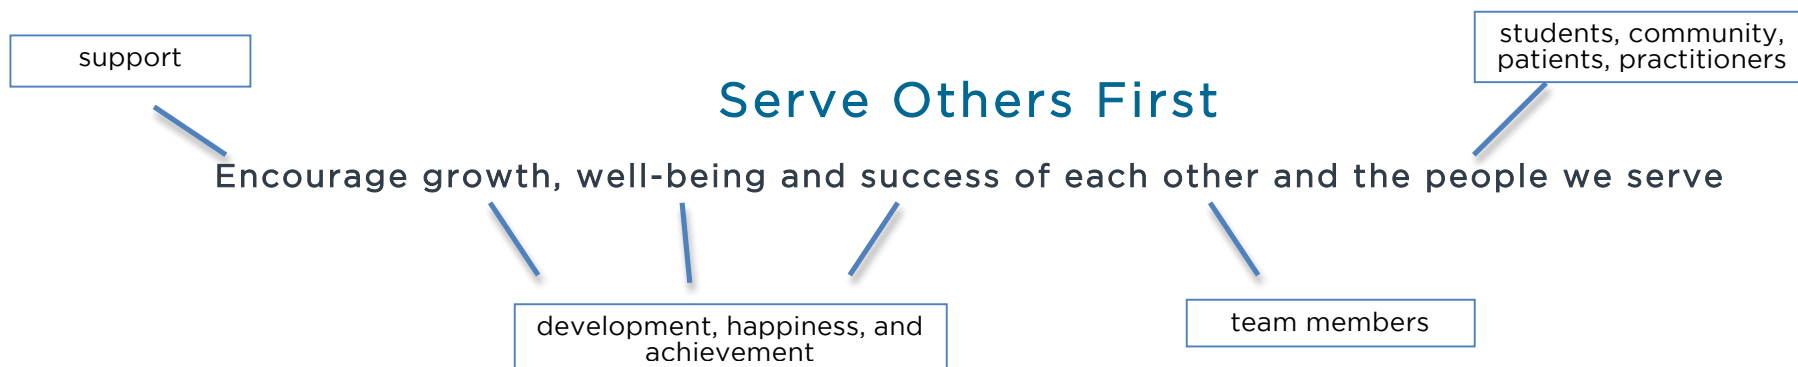 support
students, community,
patients, practitioners
Serve Others First
Encourage growth, well-being and success of each other and the people we serve
development, happiness, and
achievement
team members